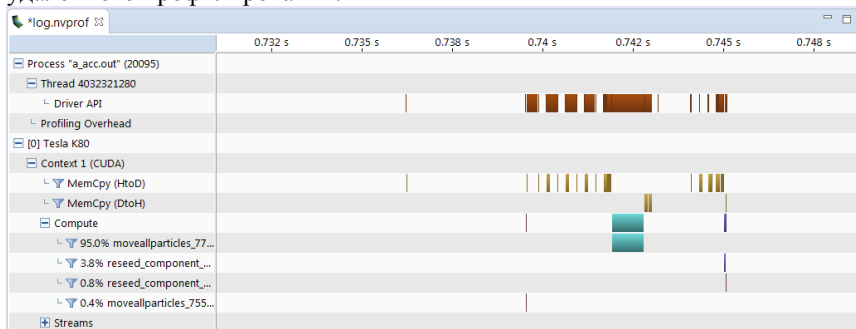 *log.nvprof
0.732 s 0.735 s 0.738 s 0.74 s 0.742 s 0.745 s 0.748 s
Process "a_acc.out" (20095)
Thread 4032321280
Driver API
Profiling Overhead
[0] Tesla K80
Context 1 (CUDA)
MemCpy (HtoD)
MemCpy (DtoH)
Compute
95.0% moveallparticles_77...
3.8% reseed_component_...
0.8% reseed_component_...
0.4% moveallparticles_755...
Streams